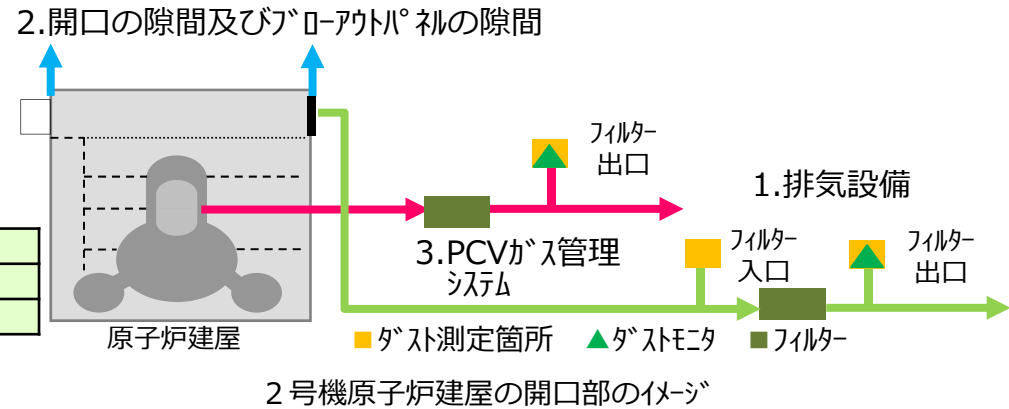 2.開口の隙間及びﾌﾞﾛｰｱｳﾄﾊﾟﾈﾙの隙間
ﾌｨﾙﾀｰ
出口
1.排気設備
3.PCVｶﾞｽ管理
ｼｽﾃﾑ
ﾌｨﾙﾀｰ
入口
ﾌｨﾙﾀｰ
出口
原子炉建屋
ﾀﾞｽﾄ測定箇所 ﾀﾞｽﾄﾓﾆﾀ ﾌｨﾙﾀｰ
２号機原子炉建屋の開口部のｲﾒｰｼﾞ